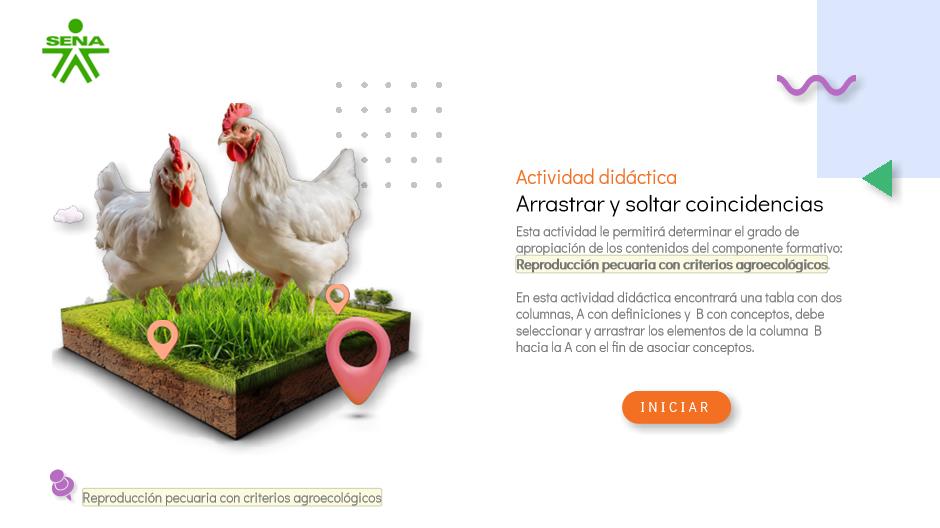 SENA
Actividad didáctica
Arrastrar y soltar coincidencias
Esta actividad le permitirá determinar el grado de
apropiación de los contenidos del componente formativo:
Reproducción pecuaria con criterios agroecológicos.
En esta actividad didáctica encontrará una tabla con dos
columnas, A con definiciones y B con conceptos, debe
seleccionar y arrastrar los elementos de la columna B
hacia la A con el fin de asociar conceptos.
INICIAR
Reproducción pecuaria con criterios agroecológicos